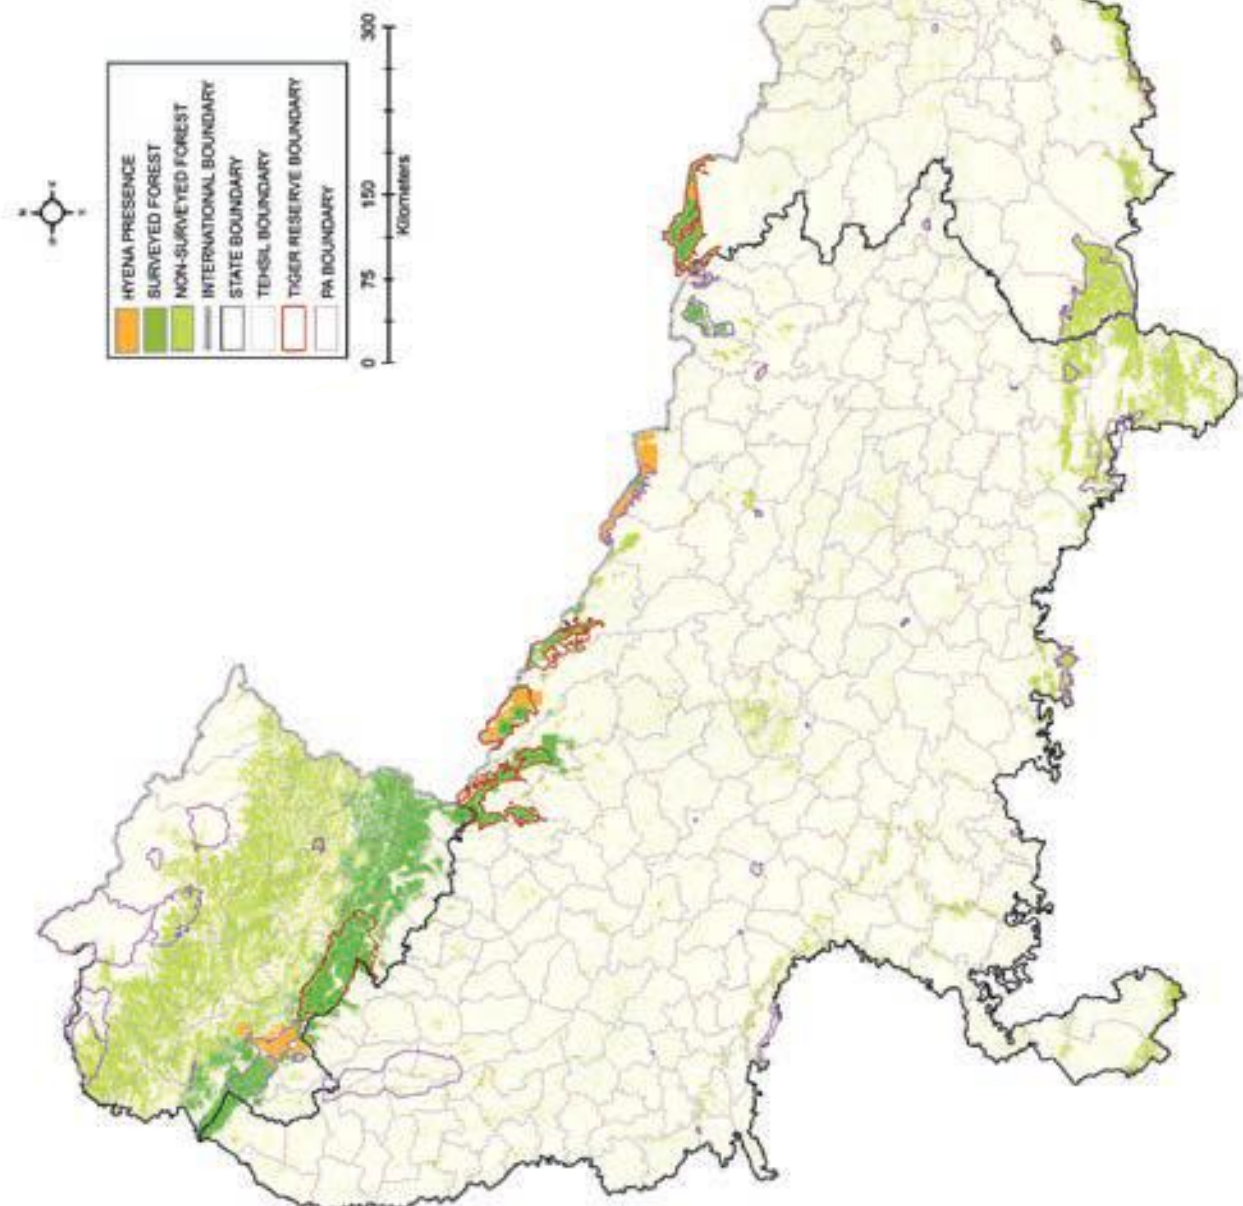 HYENA PRESENCE
SURVEYED FOREST
NON-SURVEYED FOREST
INTERNATIONAL BOUNDARY
STATE BOUNDARY
TEHSIL BOUNDARY
TIGER RESERVE BOUNDARY
PA BOUNDARY
0 75 150 300
Kilometers